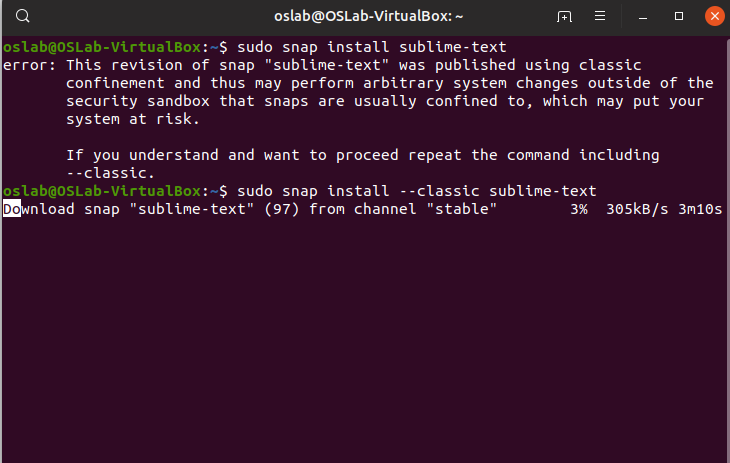 oslab@OSLab-VirtualBox: ~
oslab@OSLab-VirtualBox:~$ sudo snap install sublime-text
error: This revision of snap "sublime-text" was published using classic
confinement and thus may perform arbitrary system changes outside of the
security sandbox that snaps are usually confined to, which may put your
system at risk.
If you understand and want to proceed repeat the command including
--classic.
oslab@OSLab-VirtualBox:~$ sudo snap install --classic sublime-text
Download snap "sublime-text" (97) from channel "stable" 3% 305kB/s 3m10s